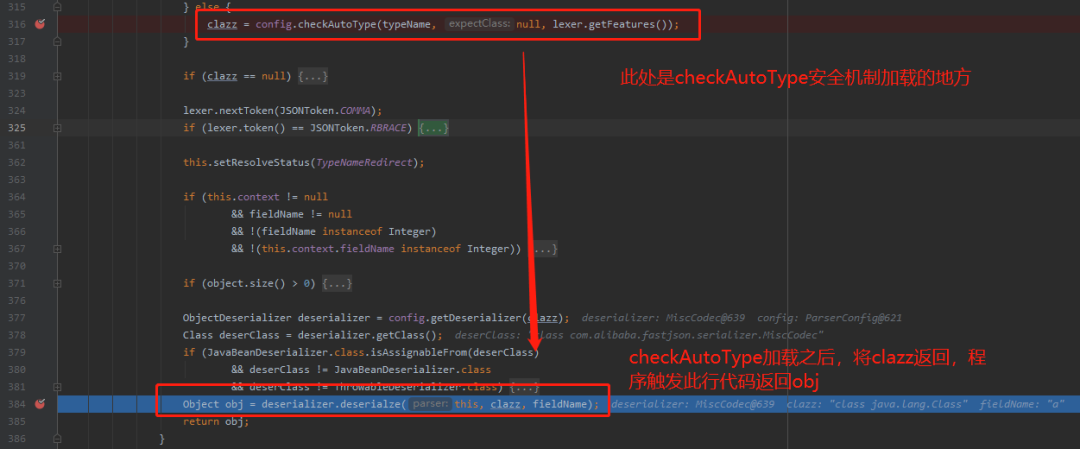 315 } else {
316 clazz = config.checkAutoType(typeName, expectClass: null, lexer.getFeatures());
317 }
318
319 if (clazz == null) {...}
323
324 lexer.nextToken(JSONToken.COMMA);
325 if (lexer.token() == JSONToken.RBRACE) {...}
361
362 this.setResolveStatus(TypeNameRedirect);
363
364 if (this.context != null
365 && fieldName != null
366 && !(fieldName instanceof Integer)
367 && !(this.context.fieldName instanceof Integer)) {...}
370
371 if (object.size() > 0) {...}
376
377 ObjectDeserializer deserializer = config.getDeserializer(clazz); deserializer: MiscCodec@639 config: ParserConfig@621
378 Class deserClass = deserializer.getClass(); deserClass: "class com.alibaba.fastjson.serializer.MiscCodec"
379 if (JavaBeanDeserializer.class.isAssignableFrom(deserClass)
380 && deserClass != JavaBeanDeserializer.class
381 && deserClass != ThrowableDeserializer.class) {...}
384 Object obj = deserializer.deserialze( parser: this, clazz, fieldName); deserializer: MiscCodec@639 clazz: "class java.lang.Class" fieldName: "a"
385 return obj;
386 }
此处是checkAutoType安全机制加载的地方
checkAutoType加载之后，将clazz返回，程
序触发此行代码返回obj